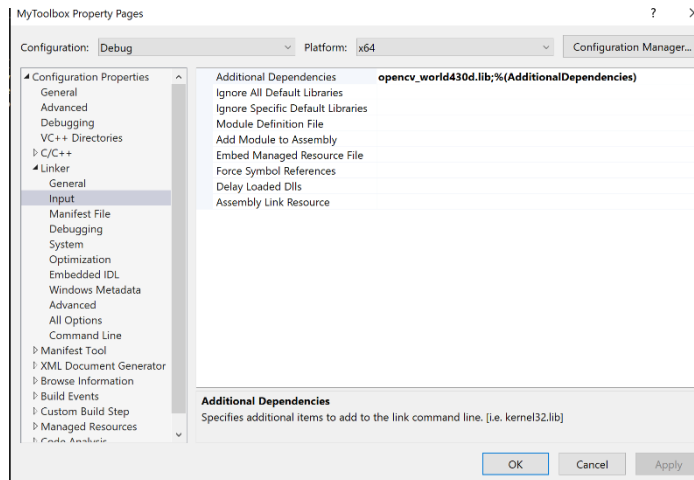 MyToolbox Property Pages ?
Configuration: Debug Platform: x64 Configuration Manager...
Configuration Properties
General
Advanced
Debugging
VC++ Directories
C/C++
Linker
General
Input
Manifest File
Debugging
System
Optimization
Embedded IDL
Windows Metadata
Advanced
All Options
Command Line
Manifest Tool
XML Document Generator
Browse Information
Build Events
Custom Build Step
Managed Resources
Code Analysis
Additional Dependencies opencv_world430d.lib;%(AdditionalDependencies)
Ignore All Default Libraries
Ignore Specific Default Libraries
Module Definition File
Add Module to Assembly
Embed Managed Resource File
Force Symbol References
Delay Loaded Dlls
Assembly Link Resource
Additional Dependencies
Specifies additional items to add to the link command line. [i.e. kernel32.lib]
OK Cancel Apply